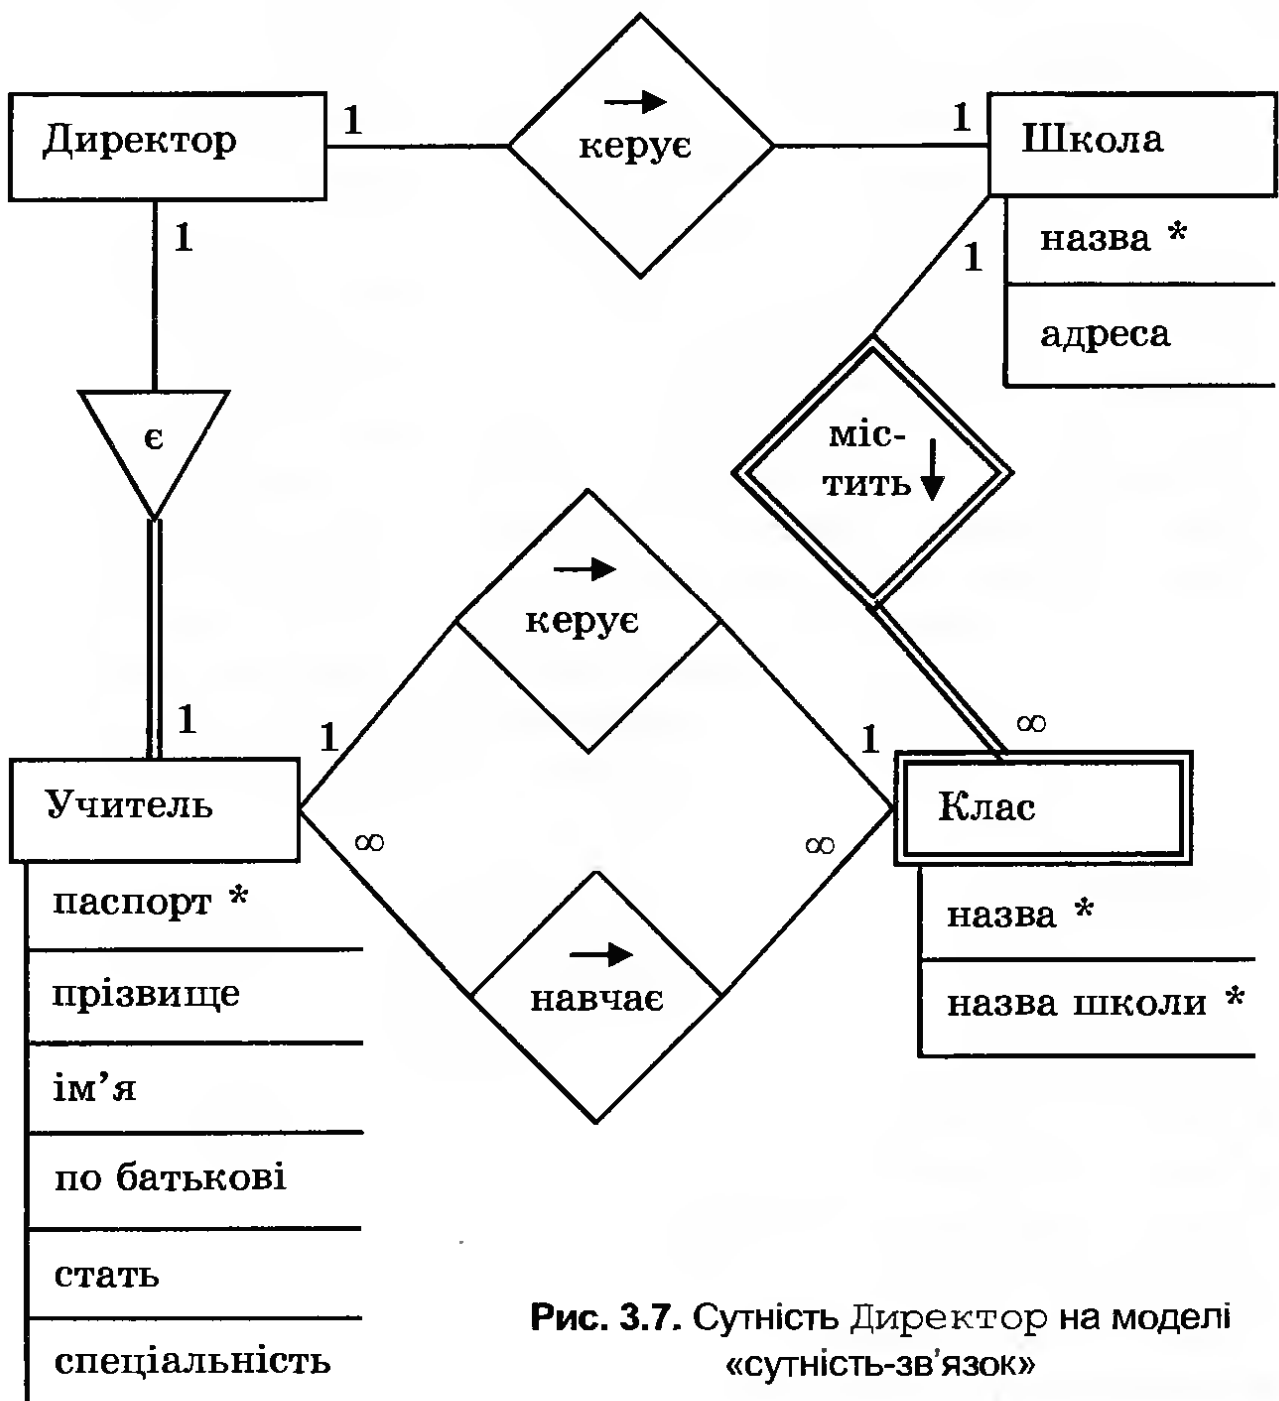 Директор
1
→
керує
1
Школа
назва *
адреса
1
1
є
міс-
тить ↓
→
керує
1
1
1
∞
Учитель
∞
∞
Клас
паспорт *
прізвище
ім’я
по батькові
стать
спеціальність
→
навчає
назва *
назва школи *
Рис. 3.7. Сутність Директор на моделі
«сутність-зв’язок»